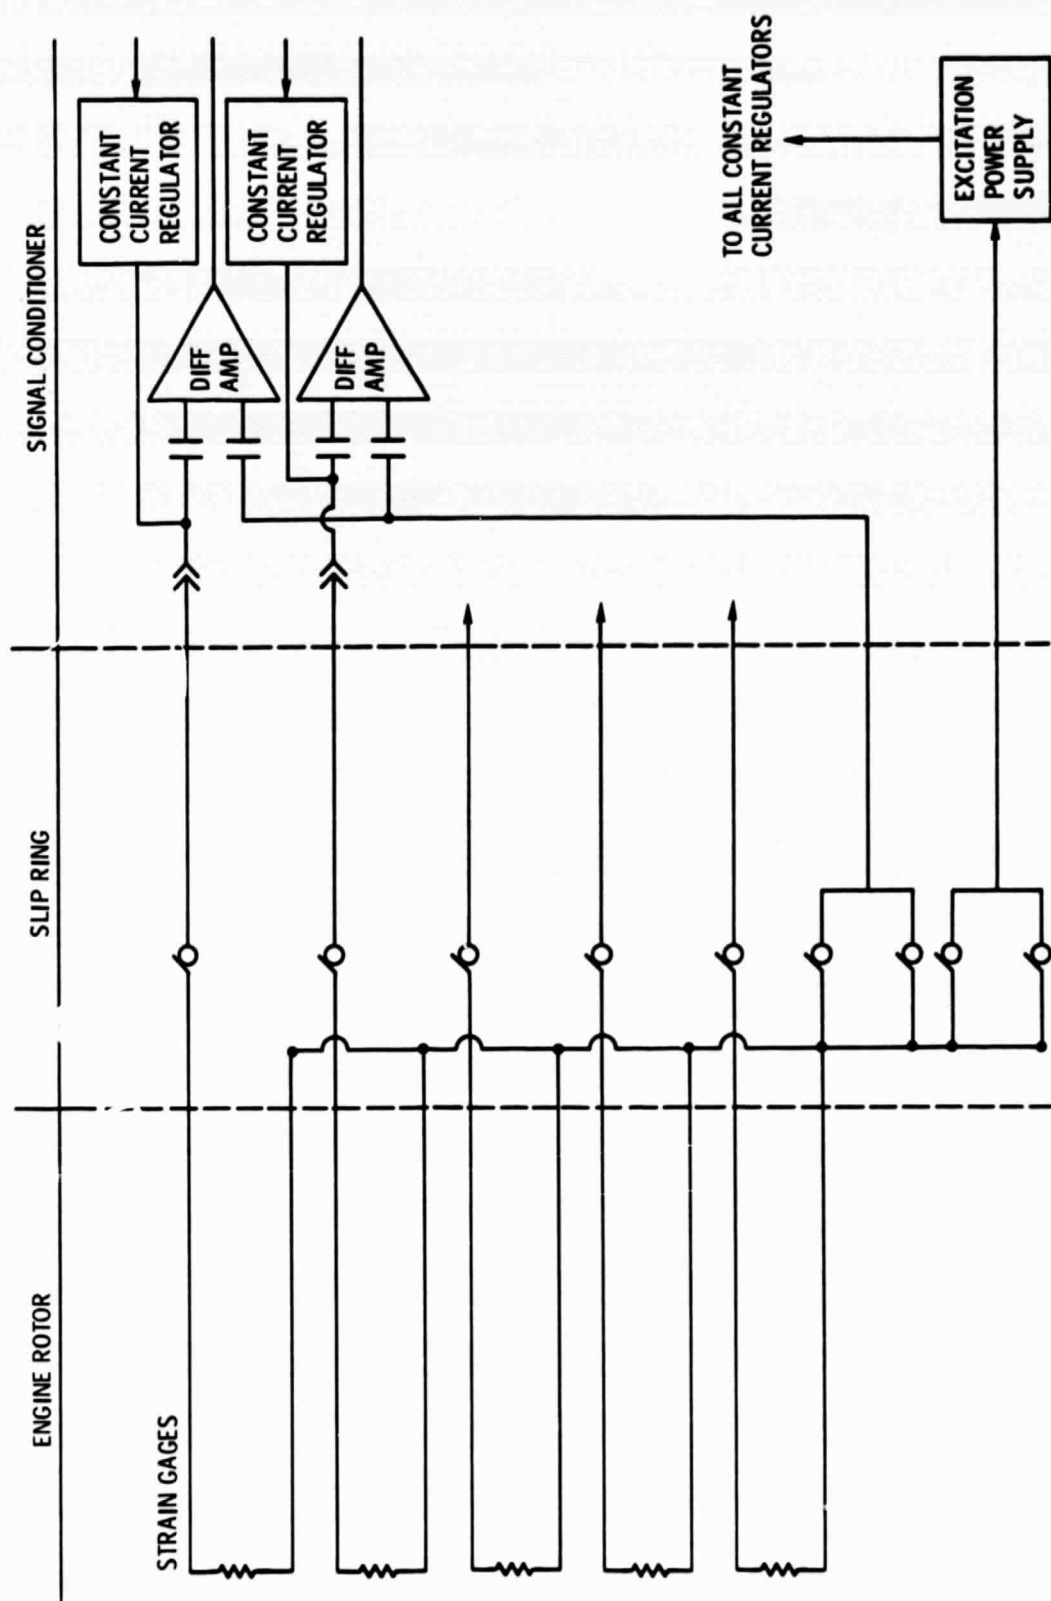 ENGINE ROTOR
SLIP RING
SIGNAL CONDITIONER
STRAIN GAGES
CONSTANT
CURRENT
REGULATOR
DIFF
AMP
CONSTANT
CURRENT
REGULATOR
DIFF
AMP
TO ALL CONSTANT
CURRENT REGULATORS
EXCITATION
POWER
SUPPLY